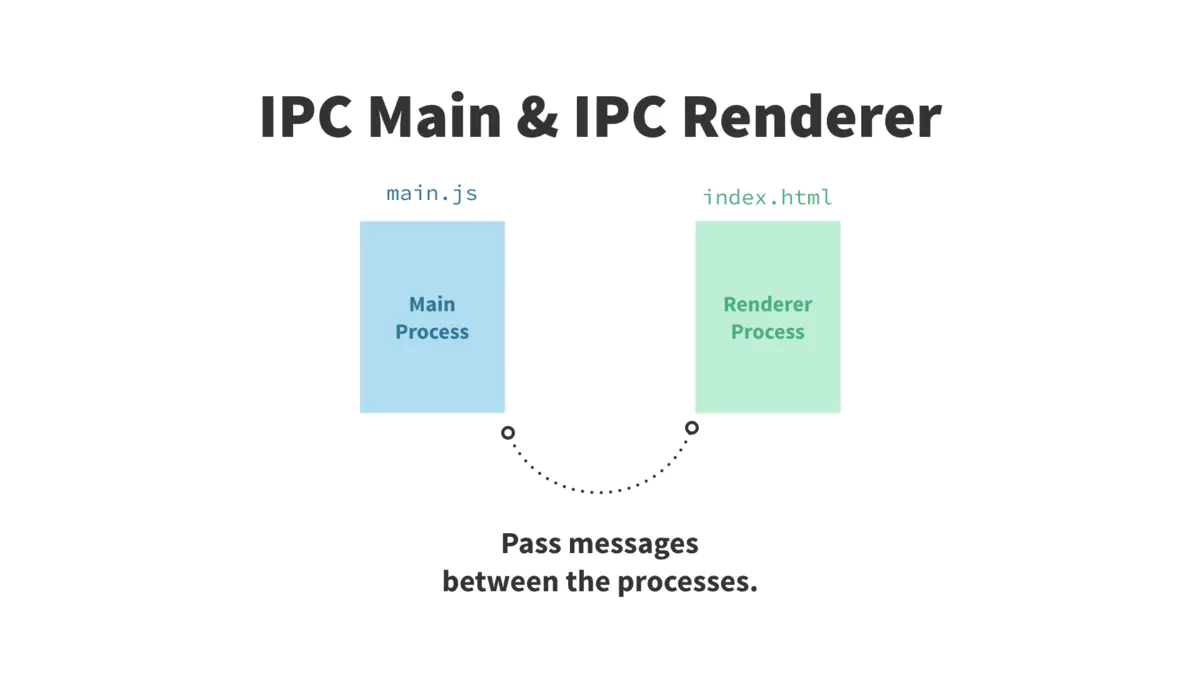 IPC Main & IPC Renderer
main.js
index.html
Main
Process
Renderer
Process
Pass messages
between the processes.